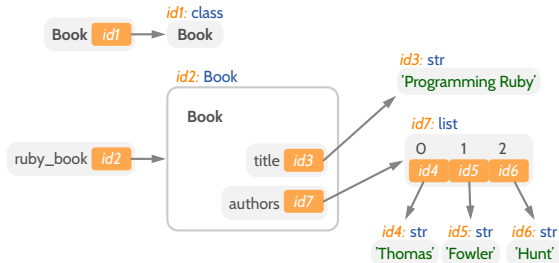 id1: class
Book id1
Book
id2: Book
Book
id3: str
'Programming Ruby'
ruby_book id2
title id3
authors id7
id7: list
0 1 2
id4 id5 id6
id4: str id5: str id6: str
'Thomas' 'Fowler' 'Hunt'